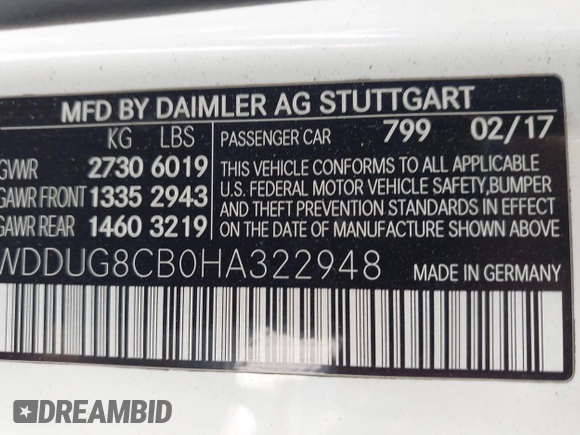 MFD BY DAIMLER AG STUTTGART
KG LBS
GVWR 2730 6019
GAWR FRONT 1335 2943
GAWR REAR 1460 3219
PASSENGER CAR 799 02/17
THIS VEHICLE CONFORMS TO ALL APPLICABLE
U.S. FEDERAL MOTOR VEHICLE SAFETY,BUMPER
AND THEFT PREVENTION STANDARDS IN EFFECT
ON THE DATE OF MANUFACTURE SHOWN ABOVE.
WDDUG8CB0HA322948
MADE IN GERMANY
DREAMBID